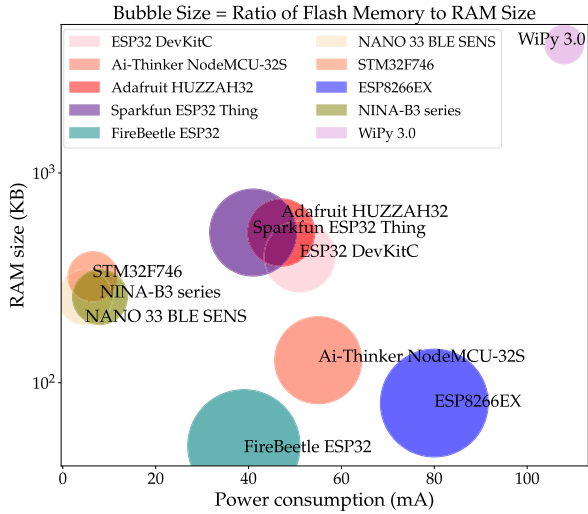 Bubble Size = Ratio of Flash Memory to RAM Size
ESP32 DevKitC
Ai-Thinker NodeMCU-32S
Adafruit HUZZAH32
Sparkfun ESP32 Thing
FireBeetle ESP32
NANO 33 BLE SENS
STM32F746
ESP8266EX
NINA-B3 series
WiPy 3.0
WiPy 3.0
Adafruit HUZZAH32
Sparkfun ESP32 Thing
ESP32 DevKitC
STM32F746
NINA-B3 series
NANO 33 BLE SENS
Ai-Thinker NodeMCU-32S
ESP8266EX
FireBeetle ESP32
RAM size (KB)
10³
10²
0 20 40 60 80 100
Power consumption (mA)